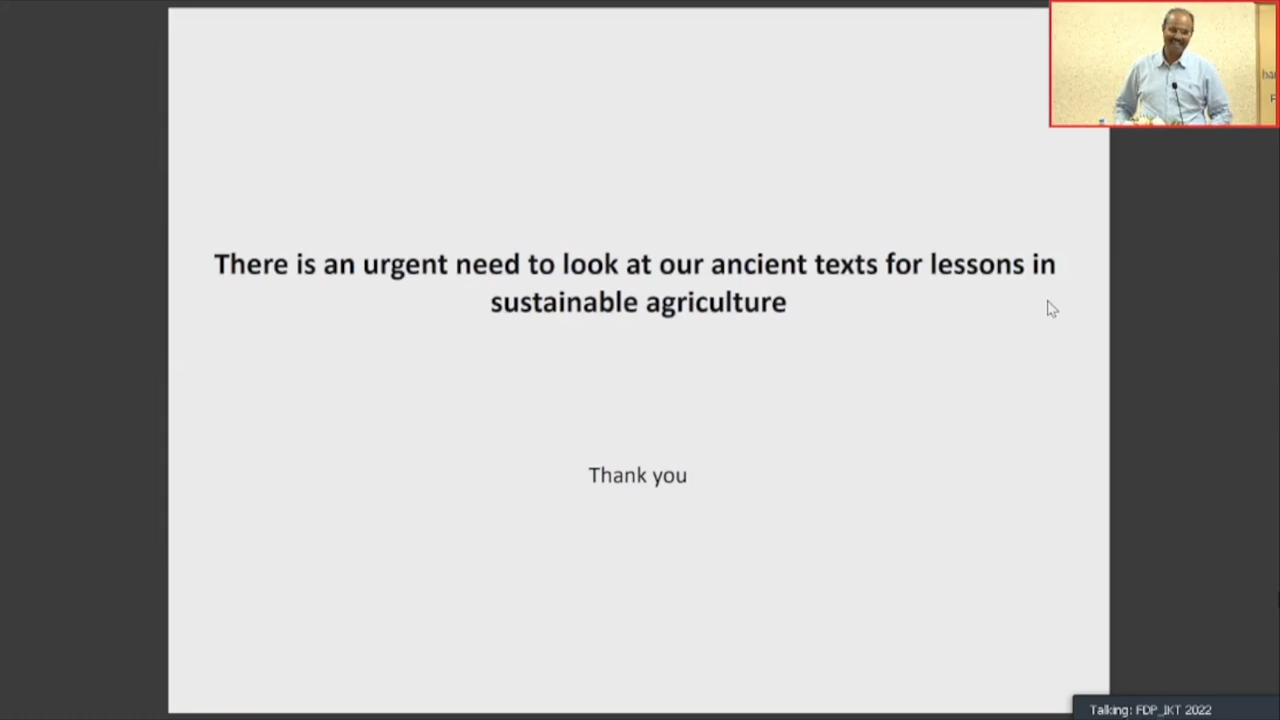 There is an urgent need to look at our ancient texts for lessons in
sustainable agriculture
Thank you
Talking: FDP_IKT 2022